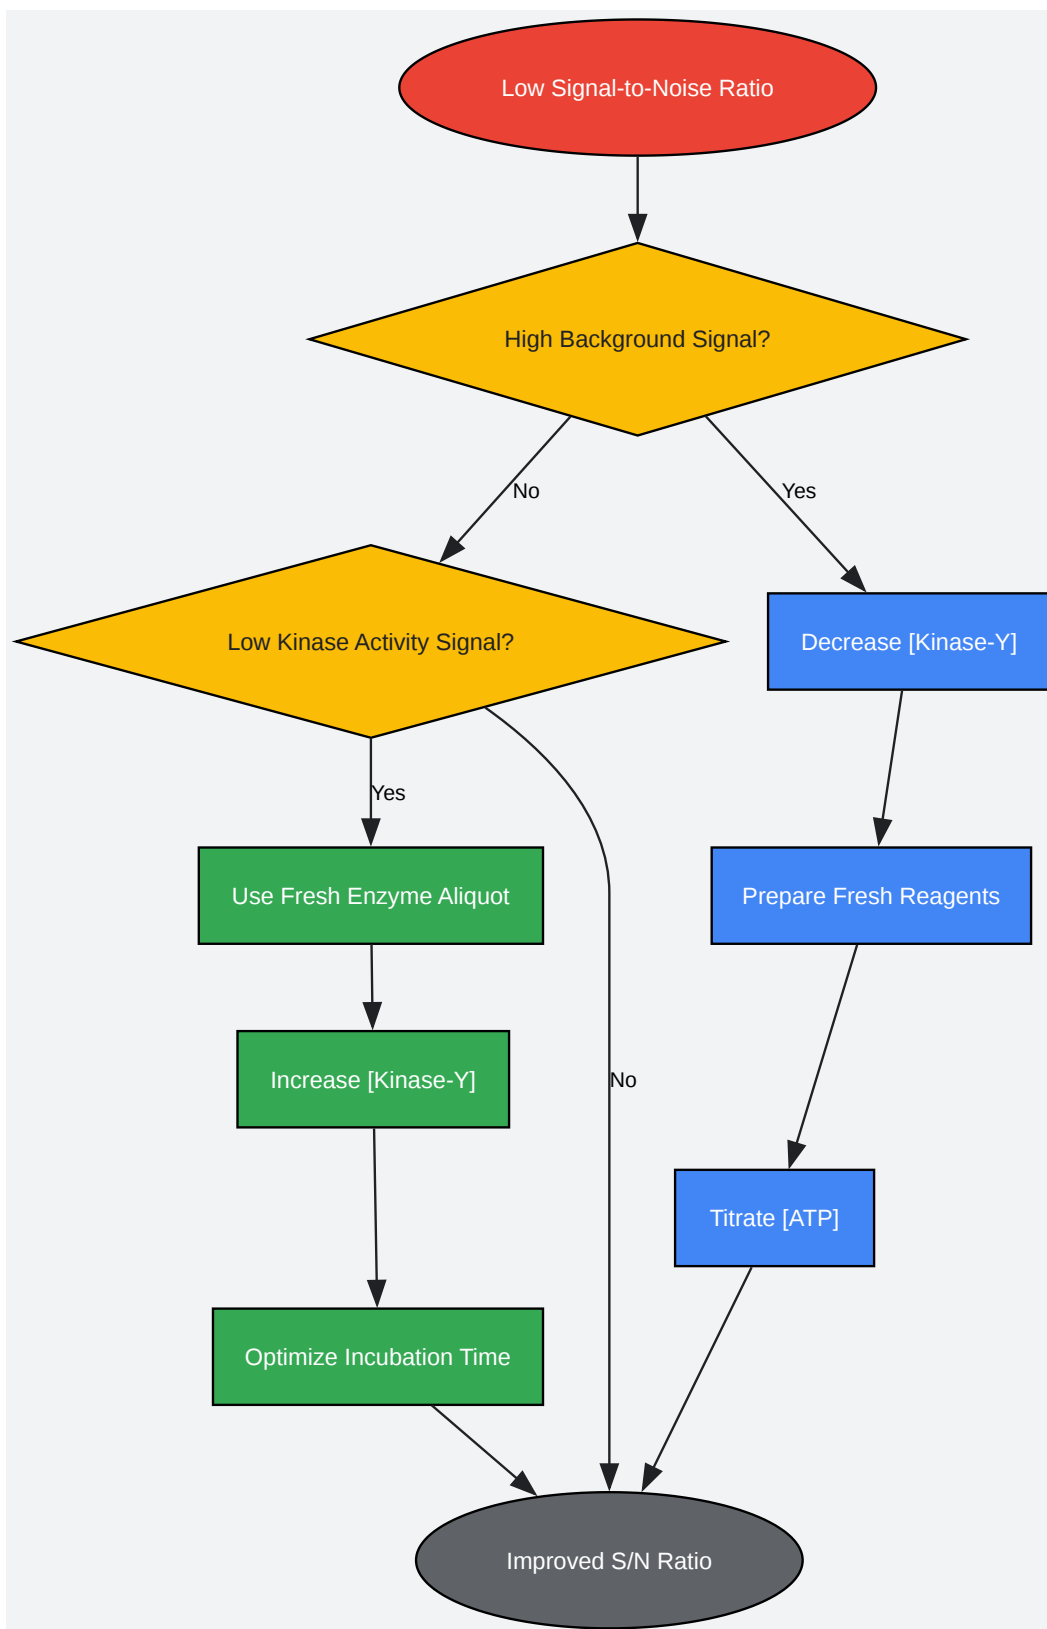 Low Signal-to-Noise Ratio
High Background Signal?
No
Yes
Low Kinase Activity Signal?
Decrease [Kinase-Y]
Yes
Use Fresh Enzyme Aliquot
Prepare Fresh Reagents
Increase [Kinase-Y]
No
Titrate [ATP]
Optimize Incubation Time
Improved S/N Ratio